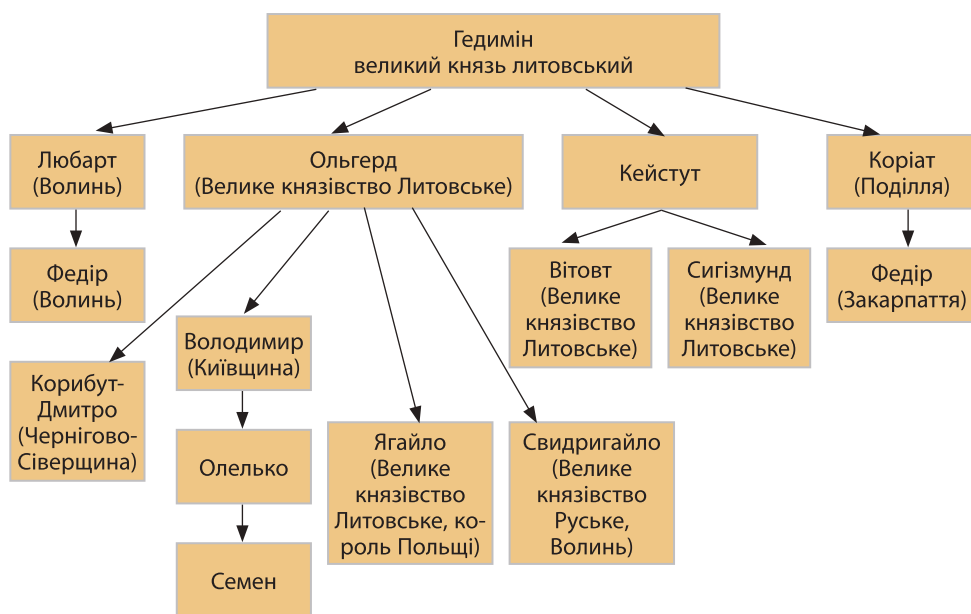 Гедимін
великий князь литовський
Любарт
(Волинь)
Ольгерд
(Велике князівство Литовське)
Кейстут
Коріат
(Поділля)
Федір
(Волинь)
Вітовт
(Велике
князівство
Литовське)
Сигізмунд
(Велике
князівство
Литовське)
Федір
(Закарпаття)
Корибут-
Дмитро
(Чернігово-
Сіверщина)
Володимир
(Київщина)
Олелько
Семен
Ягайло
(Велике
князівство
Литовське, ко-
роль Польщі)
Свидригайло
(Велике
князівство
Руське,
Волинь)